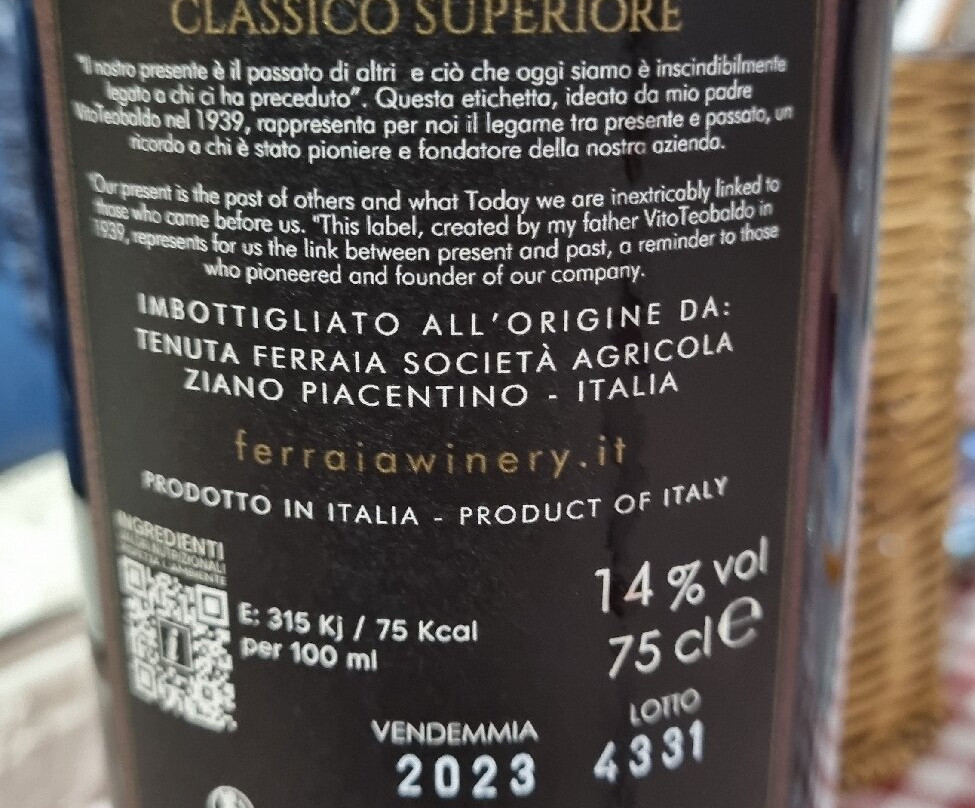 CLASSICO SUPERIORE
"Il nostro presente è il passato di altri e ciò che oggi siamo è inscindibilmente
legato a chi ci ha preceduto". Questa etichetta, ideata da mio padre
VitoTeobaldo nel 1939, rappresenta per noi il legame tra presente e passato, un
ricordo a chi è stato pioniere e fondatore della nostra azienda.
"Our present is the past of others and what Today we are inextricably linked to
those who came before us. "This label, created by my father VitoTeobaldo in
1939, represents for us the link between present and past, a reminder to those
who pioneered and founder of our company.
IMBOTTIGLIATO ALL'ORIGINE DA:
TENUTA FERRAIA SOCIETÀ AGRICOLA
ZIANO PIACENTINO - ITALIA
ferraiawinery.it
PRODOTTO IN ITALIA - PRODUCT OF ITALY
INGREDIENTI
NUTRIZIONALI
AMBIENTE
i
E: 315 Kj / 75 Kcal
per 100 ml
14 % vol
75 cl e
VENDEMMIA
2023
LOTTO
4331